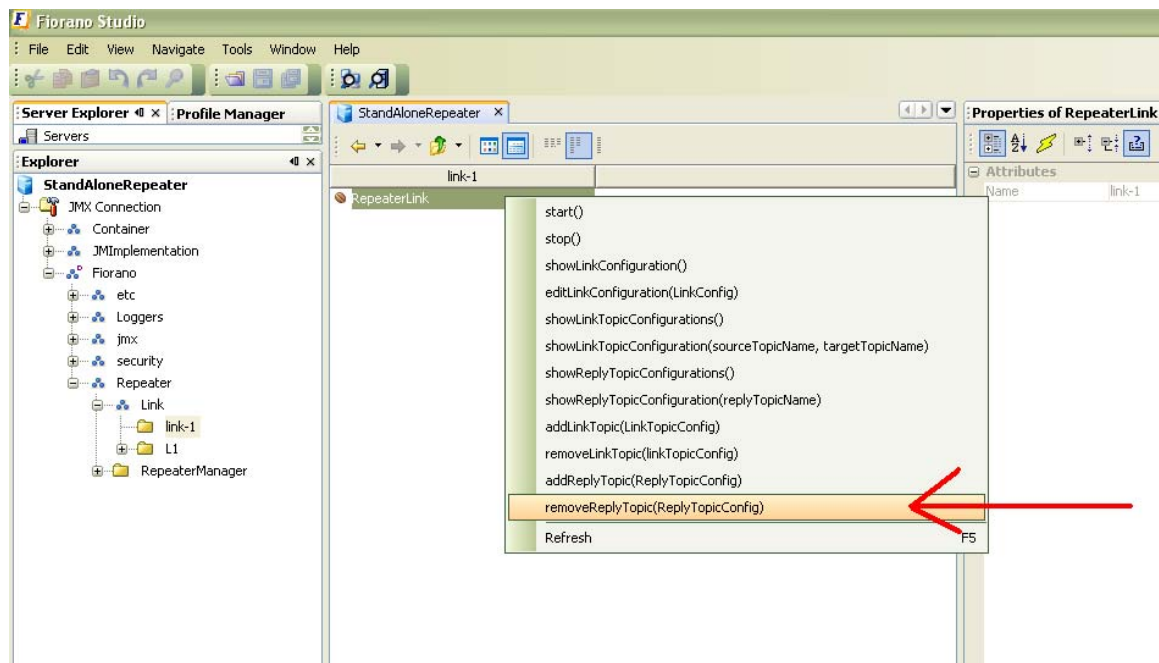 Fiorano Studio
File Edit View Navigate Tools Window Help
Server Explorer Profile Manager
Servers
Explorer
StandAloneRepeater
JMX Connection
Container
JMImplementation
Fiorano
etc
Loggers
jmx
security
Repeater
Link
link-1
L1
RepeaterManager
StandAloneRepeater
link-1
RepeaterLink
start()
stop()
showLinkConfiguration()
editLinkConfiguration(LinkConfig)
showLinkTopicConfigurations()
showLinkTopicConfiguration(sourceTopicName, targetTopicName)
showReplyTopicConfigurations()
showReplyTopicConfiguration(replyTopicName)
addLinkTopic(LinkTopicConfig)
removeLinkTopic(linkTopicConfig)
addReplyTopic(ReplyTopicConfig)
removeReplyTopic(ReplyTopicConfig)
Refresh F5
Properties of RepeaterLink
Attributes
Name link-1